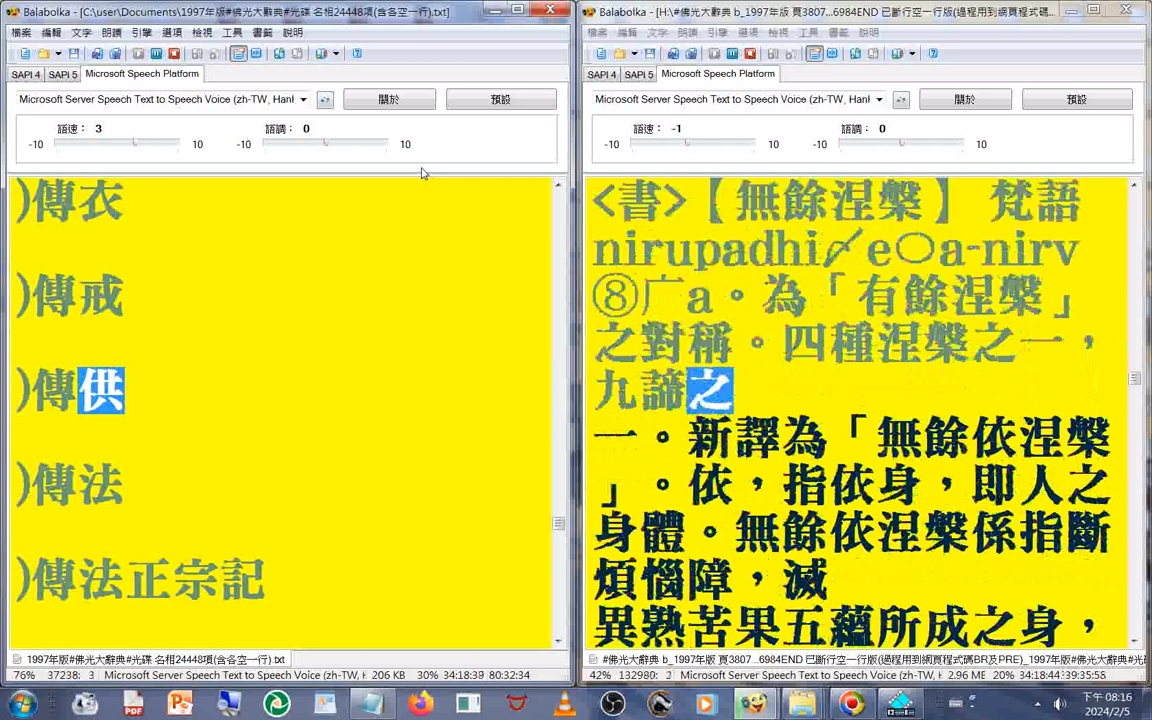 Balabolka - [C:\user\Documents\1997年版#佛光大辭典#光碟 名相24448項(含各空一行).txt]
檔案 編輯 文字 朗讀 引擎 選項 檢視 工具 書籤 說明
SAPI 4 SAPI 5 Microsoft Speech Platform
Microsoft Server Speech Text to Speech Voice (zh-TW, Hanl
關於 預設
語速: 3 語調: 0
-10 10 -10 10
)傳衣
)傳戒
)傳供
)傳法
)傳法正宗記
1997年版#佛光大辭典#光碟 名相24448項(含各空一行).txt
76% 37238: 3 Microsoft Speech Platform: Microsoft Server Speech Text to Speech Voice (zh-TW, 206 KB 30% 34:18:39 80:32:34
Balabolka - [H:\#佛光大辭典 b_1997年版 頁3807...6984END 已斷行空一行版(過程用到網頁程式碼
檔案 編輯 文字 朗讀 引擎 選項 檢視 工具 書籤 說明
SAPI 4 SAPI 5 Microsoft Speech Platform
Microsoft Server Speech Text to Speech Voice (zh-TW, Hanl
關於 預設
語速: -1 語調: 0
-10 10 -10 10
<書>【無餘涅槃】 梵語
nirupadhi〆e○a-nirv
⑧广a。為「有餘涅槃」
之對稱。四種涅槃之一,
九諦之
一。新譯為「無餘依涅槃
」。依,指依身,即人之
身體。無餘依涅槃係指斷
煩惱障,滅
異熟苦果五蘊所成之身,
#佛光大辭典 b_1997年版 頁3807...6984END 已斷行空一行版(過程用到網頁程式碼BR及PRE)_1997年版#光
42% 132980: Microsoft Speech Platform: Microsoft Server Speech Text to Speech Voice (zh-TW, 2.96 ME 20% 34:18:44 39:35:58
下午 08:16
2024/2/5